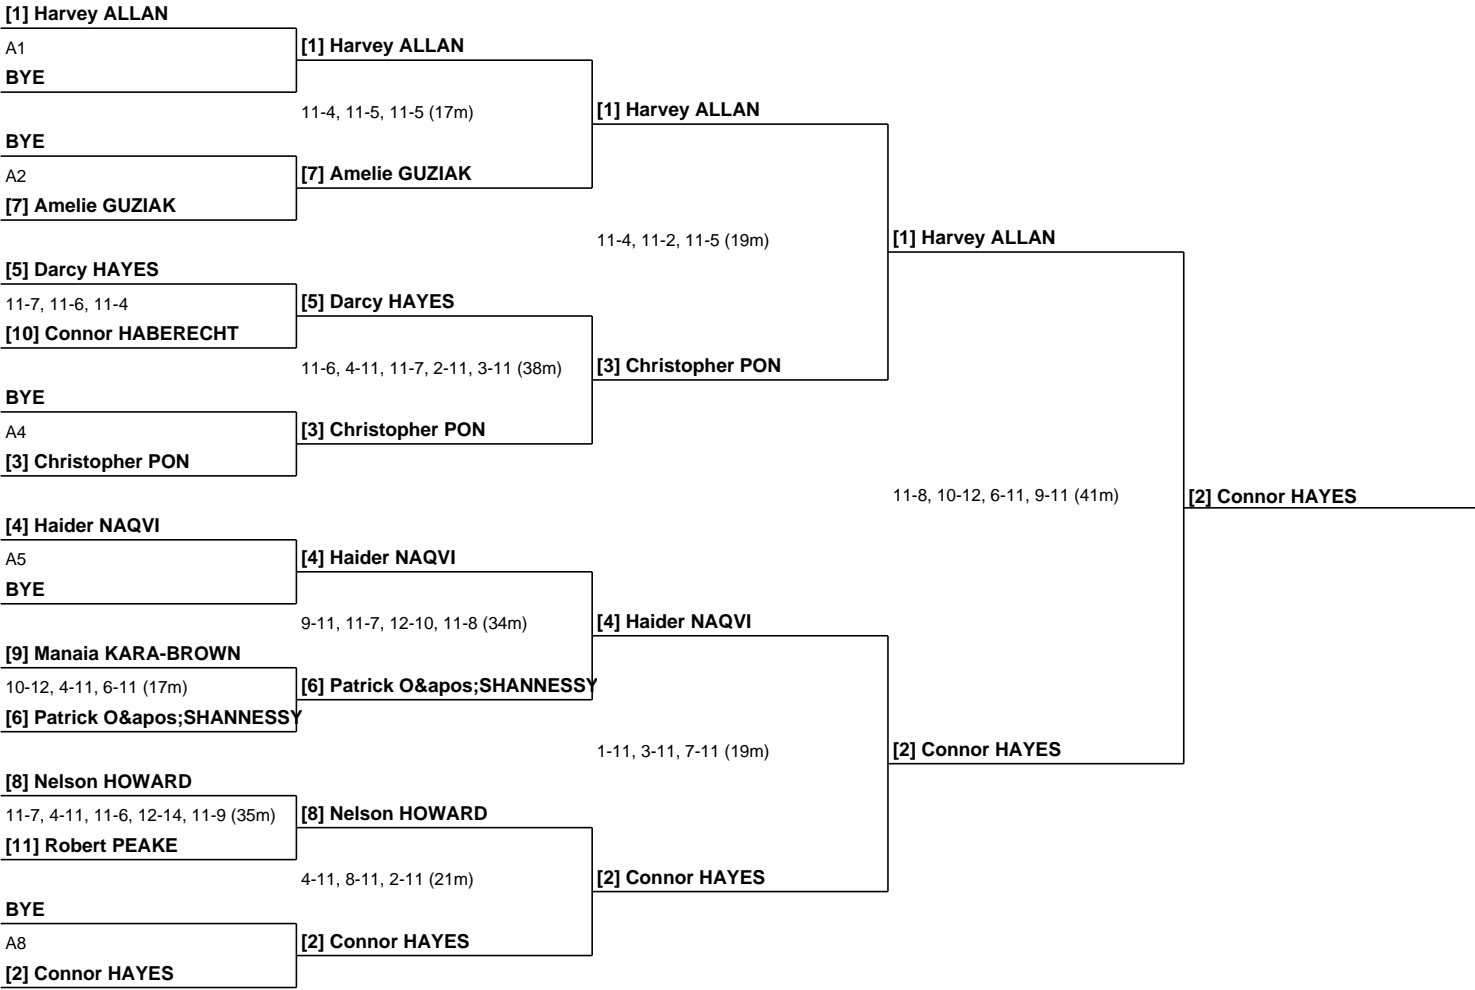 [1] Harvey ALLAN
A1
[1] Harvey ALLAN
BYE
11-4, 11-5, 11-5 (17m)
[1] Harvey ALLAN
BYE
A2
[7] Amelie GUZIAK
[7] Amelie GUZIAK
11-4, 11-2, 11-5 (19m)
[1] Harvey ALLAN
[5] Darcy HAYES
11-7, 11-6, 11-4
[5] Darcy HAYES
[10] Connor HABERECHT
11-6, 4-11, 11-7, 2-11, 3-11 (38m)
[3] Christopher PON
BYE
A4
[3] Christopher PON
[3] Christopher PON
11-8, 10-12, 6-11, 9-11 (41m)
[2] Connor HAYES
[4] Haider NAQVI
A5
[4] Haider NAQVI
BYE
9-11, 11-7, 12-10, 11-8 (34m)
[4] Haider NAQVI
[9] Manaia KARA-BROWN
10-12, 4-11, 6-11 (17m)
[6] Patrick O&apos;SHANNESSY
[6] Patrick O&apos;SHANNESSY
1-11, 3-11, 7-11 (19m)
[2] Connor HAYES
[8] Nelson HOWARD
11-7, 4-11, 11-6, 12-14, 11-9 (35m)
[8] Nelson HOWARD
[11] Robert PEAKE
4-11, 8-11, 2-11 (21m)
[2] Connor HAYES
BYE
A8
[2] Connor HAYES
[2] Connor HAYES